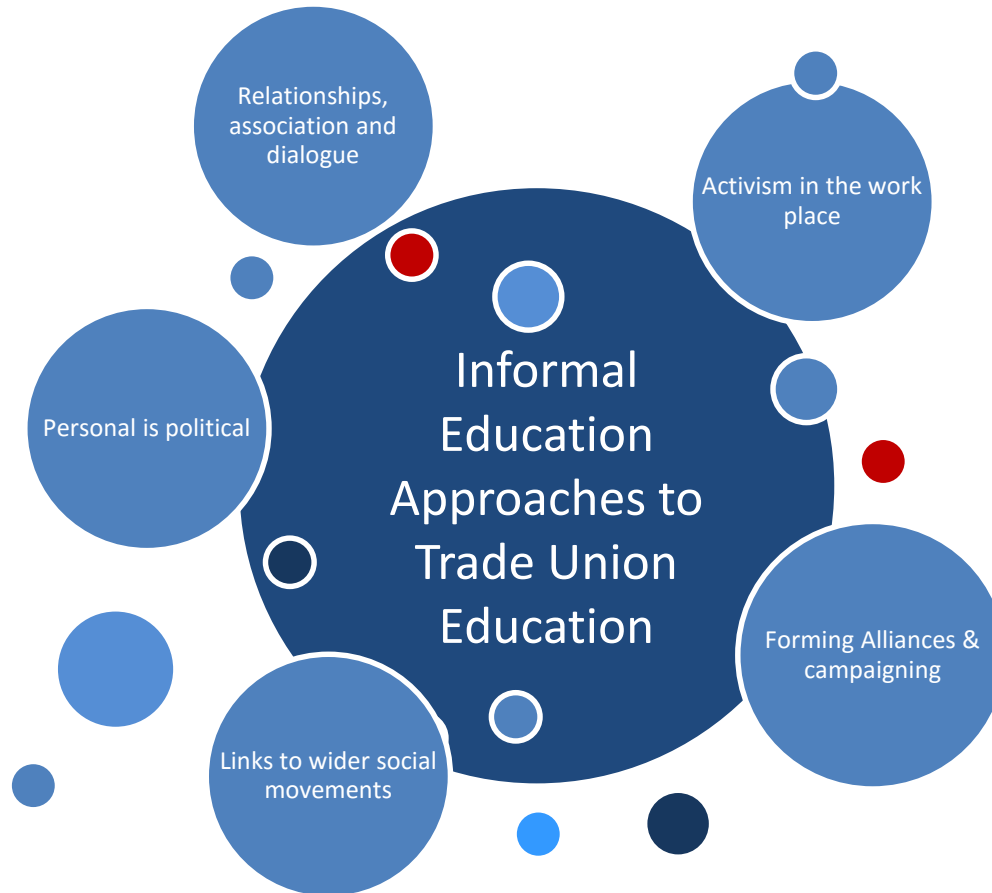 Relationships,
association and
dialogue
Activism in the work
place
Informal
Education
Approaches to
Trade Union
Education
Personal is political
Forming Alliances &
campaigning
Links to wider social
movements